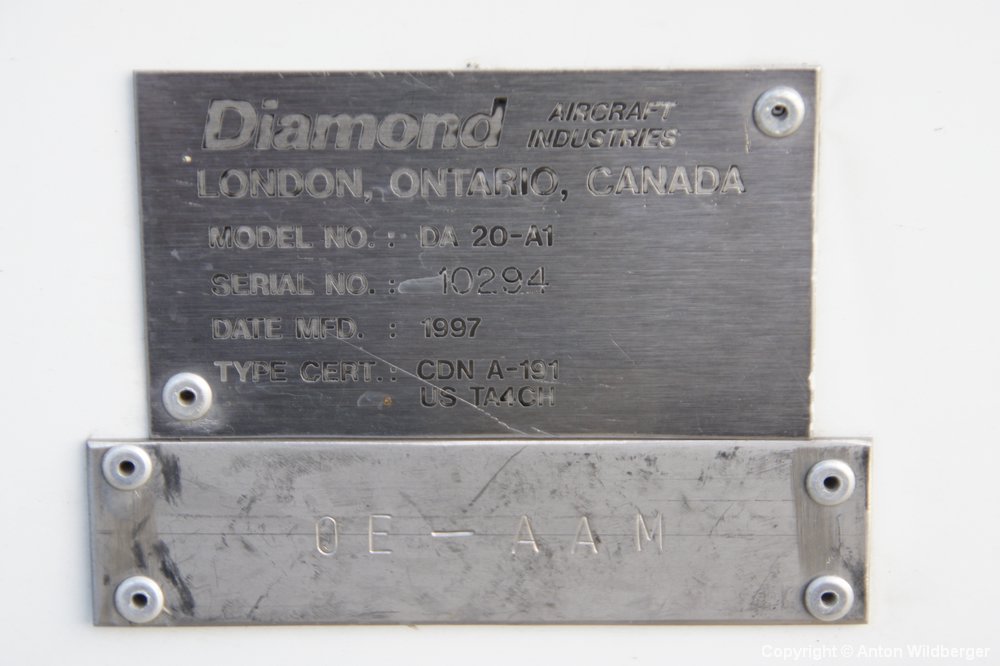 Diamond AIRCRAFT INDUSTRIES
LONDON, ONTARIO, CANADA
MODEL NO. : DA 20-A1
SERIAL NO. : 10294
DATE MFD. : 1997
TYPE CERT. : CDN A-191
US TA4CH
OE-AAM
Copyright © Anton Wildberger